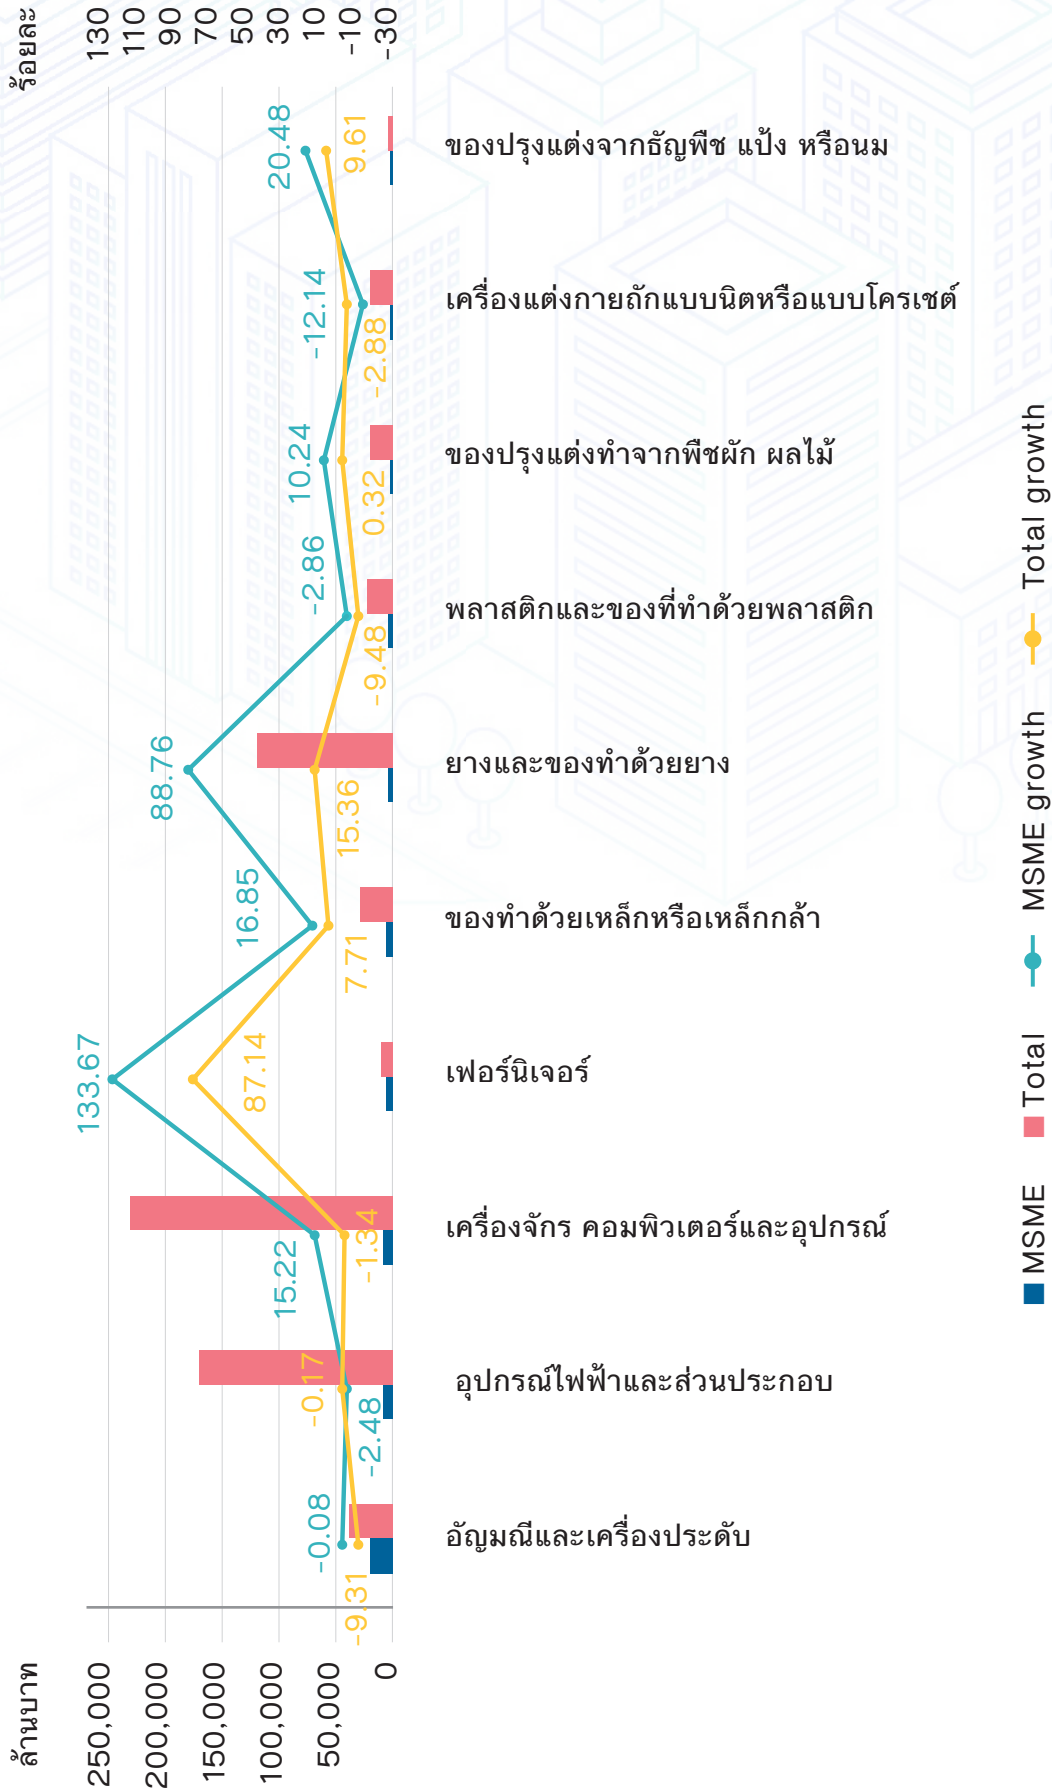 ล้านบาท
250,000
200,000
150,000
100,000
50,000
0
ร้อยละ
130
110
90
70
50
30
10
-10
-30
-0.08
-9.31
-2.48
-0.17
15.22
-1.34
133.67
87.14
16.85
7.71
88.76
15.36
-2.86
-9.48
10.24
0.32
-12.14
-2.88
20.48
9.61
อัญมณีและเครื่องประดับ
อุปกรณ์ไฟฟ้าและส่วนประกอบ
เครื่องจักร คอมพิวเตอร์และอุปกรณ์
เฟอร์นิเจอร์
ของทำด้วยเหล็กหรือเหล็กกล้า
ยางและของทำด้วยยาง
พลาสติกและของที่ทำด้วยพลาสติก
ของปรุงแต่งทำจากพืชผัก ผลไม้
เครื่องแต่งกายถักแบบนิตหรือแบบโครเชต์
ของปรุงแต่งจากธัญพืช แป้ง หรือนม
MSME
Total
MSME growth
Total growth